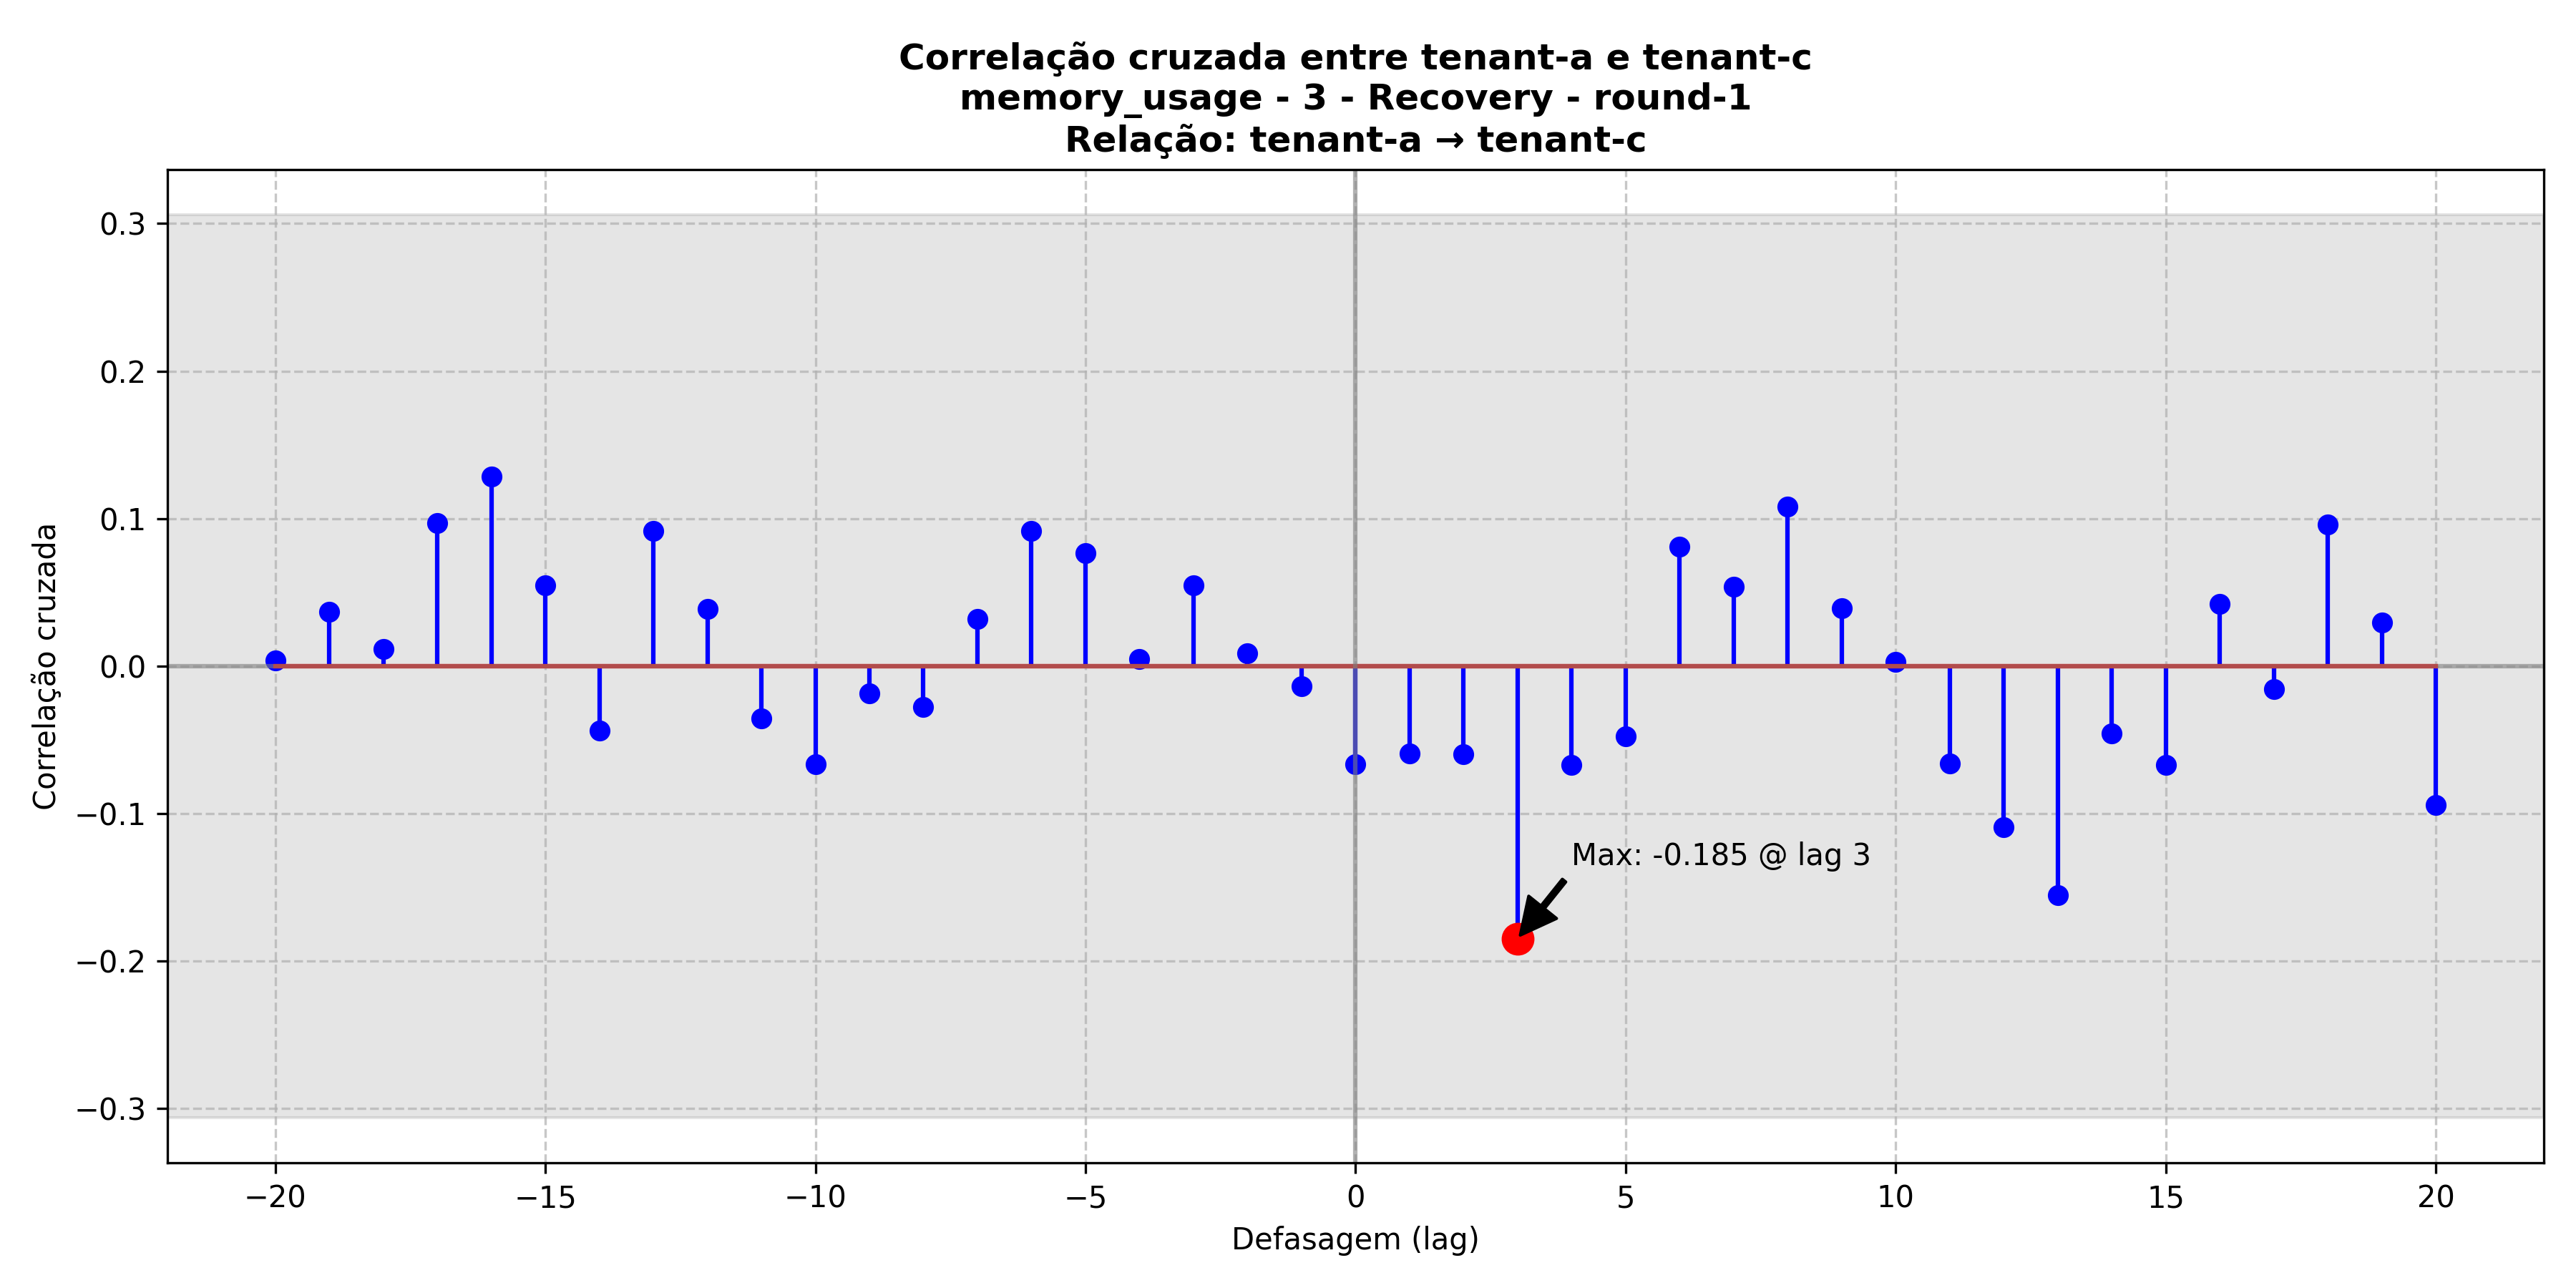 Correlação cruzada entre tenant-a e tenant-c
memory_usage - 3 - Recovery - round-1
Relação: tenant-a → tenant-c
Correlação cruzada
0.3
0.2
0.1
0.0
−0.1
−0.2
−0.3
Max: -0.185 @ lag 3
−20 −15 −10 −5 0 5 10 15 20
Defasagem (lag)